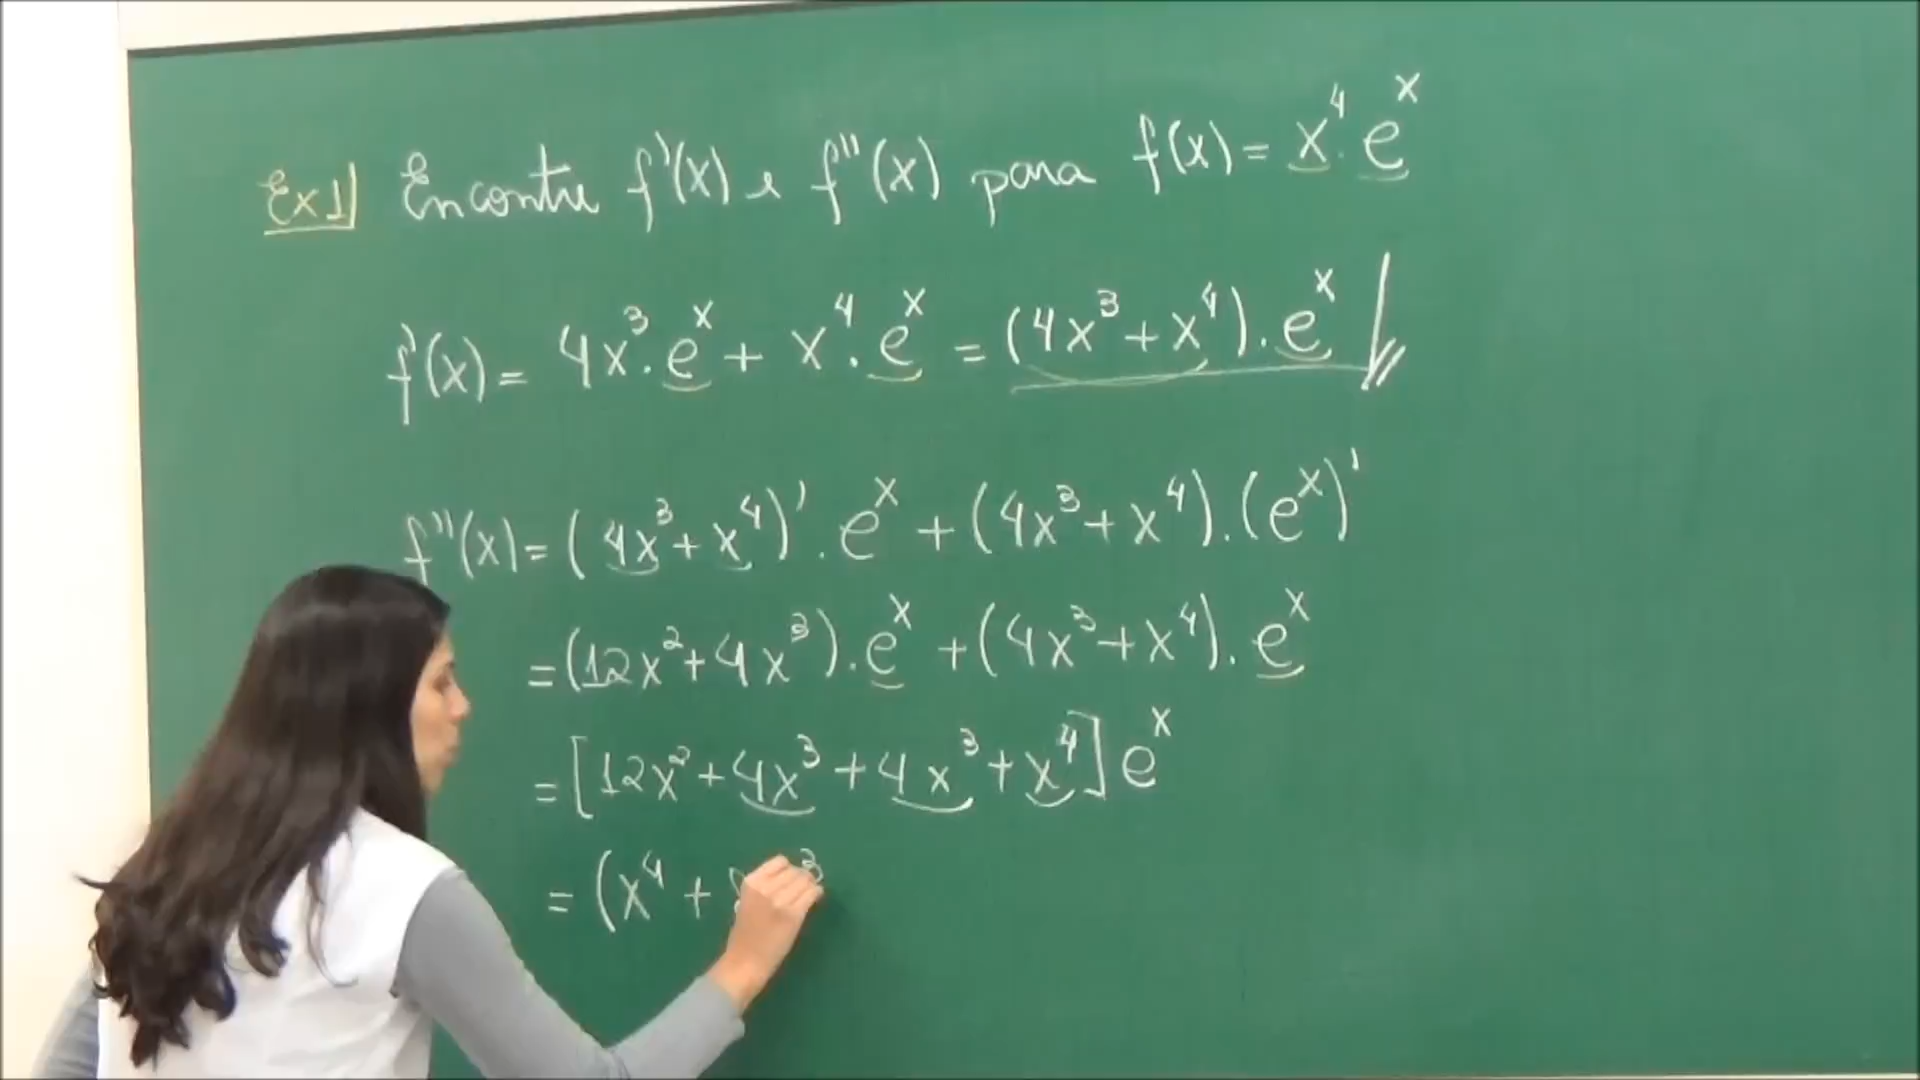 Ex1| Encontre f'(x) e f''(x) para f(x) = x⁴ · eˣ
f'(x) = 4x³ · eˣ + x⁴ · eˣ = (4x³ + x⁴) · eˣ
f''(x) = (4x³ + x⁴)' · eˣ + (4x³ + x⁴) · (eˣ)'
= (12x² + 4x³) · eˣ + (4x³ + x⁴) · eˣ
= [12x² + 4x³ + 4x³ + x⁴] eˣ
= (x⁴ +